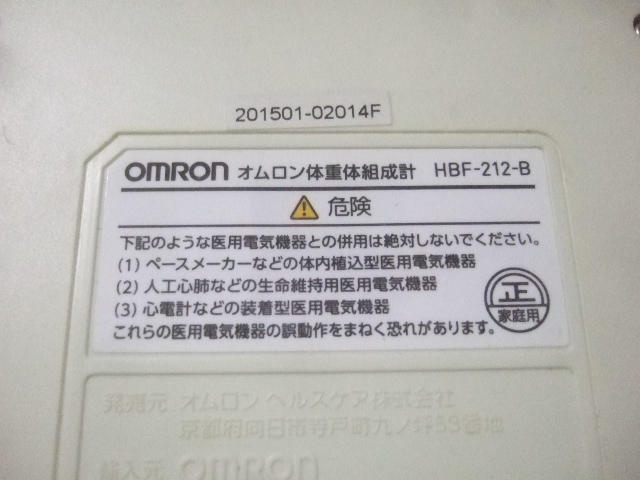 201501-02014F
OMRON オムロン体重体組成計 HBF-212-B
危険
下記のような医用電気機器との併用は絶対しないでください。
(1) ペースメーカーなどの体内植込型医用電気機器
(2) 人工心肺などの生命維持用医用電気機器
(3) 心電計などの装着型医用電気機器
これらの医用電気機器の誤動作をまねく恐れがあります。
正
家庭用
発売元 オムロン ヘルスケア株式会社
京都府向日市寺戸町九ノ坪53番地
輸入元 OMRON